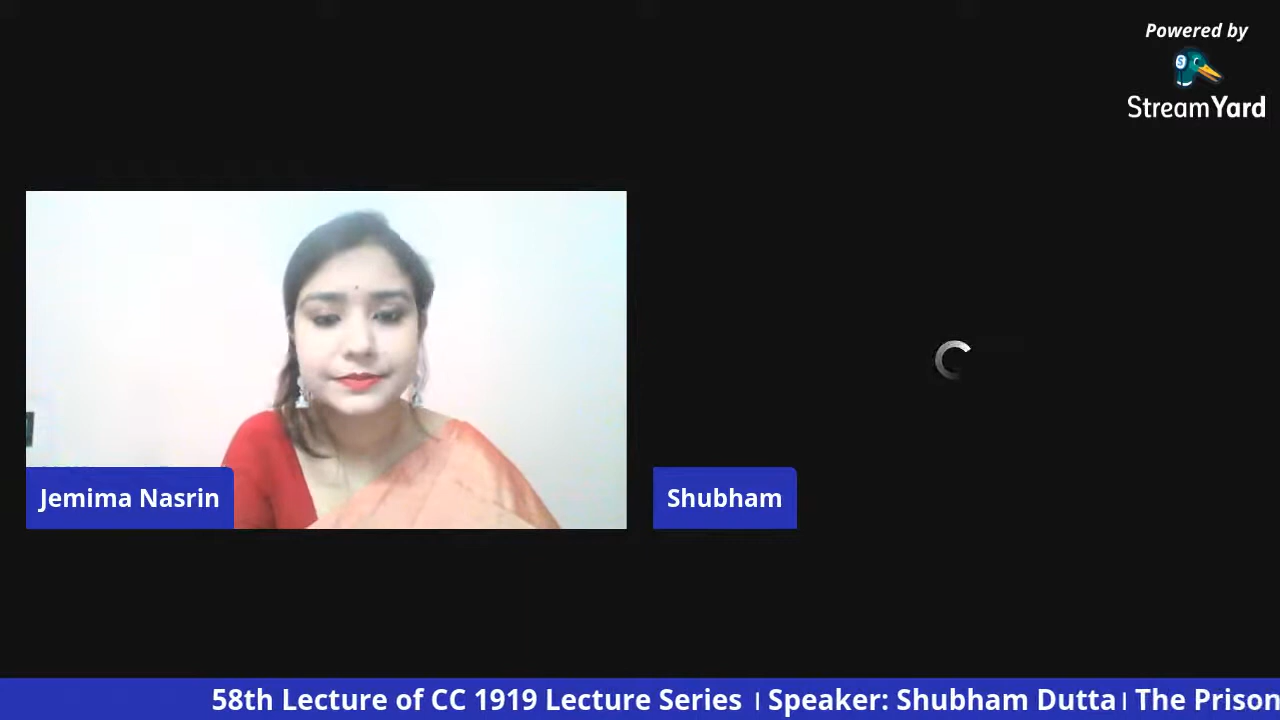 Powered by
StreamYard
Jemima Nasrin
Shubham
58th Lecture of CC 1919 Lecture Series । Speaker: Shubham Dutta। The Prison